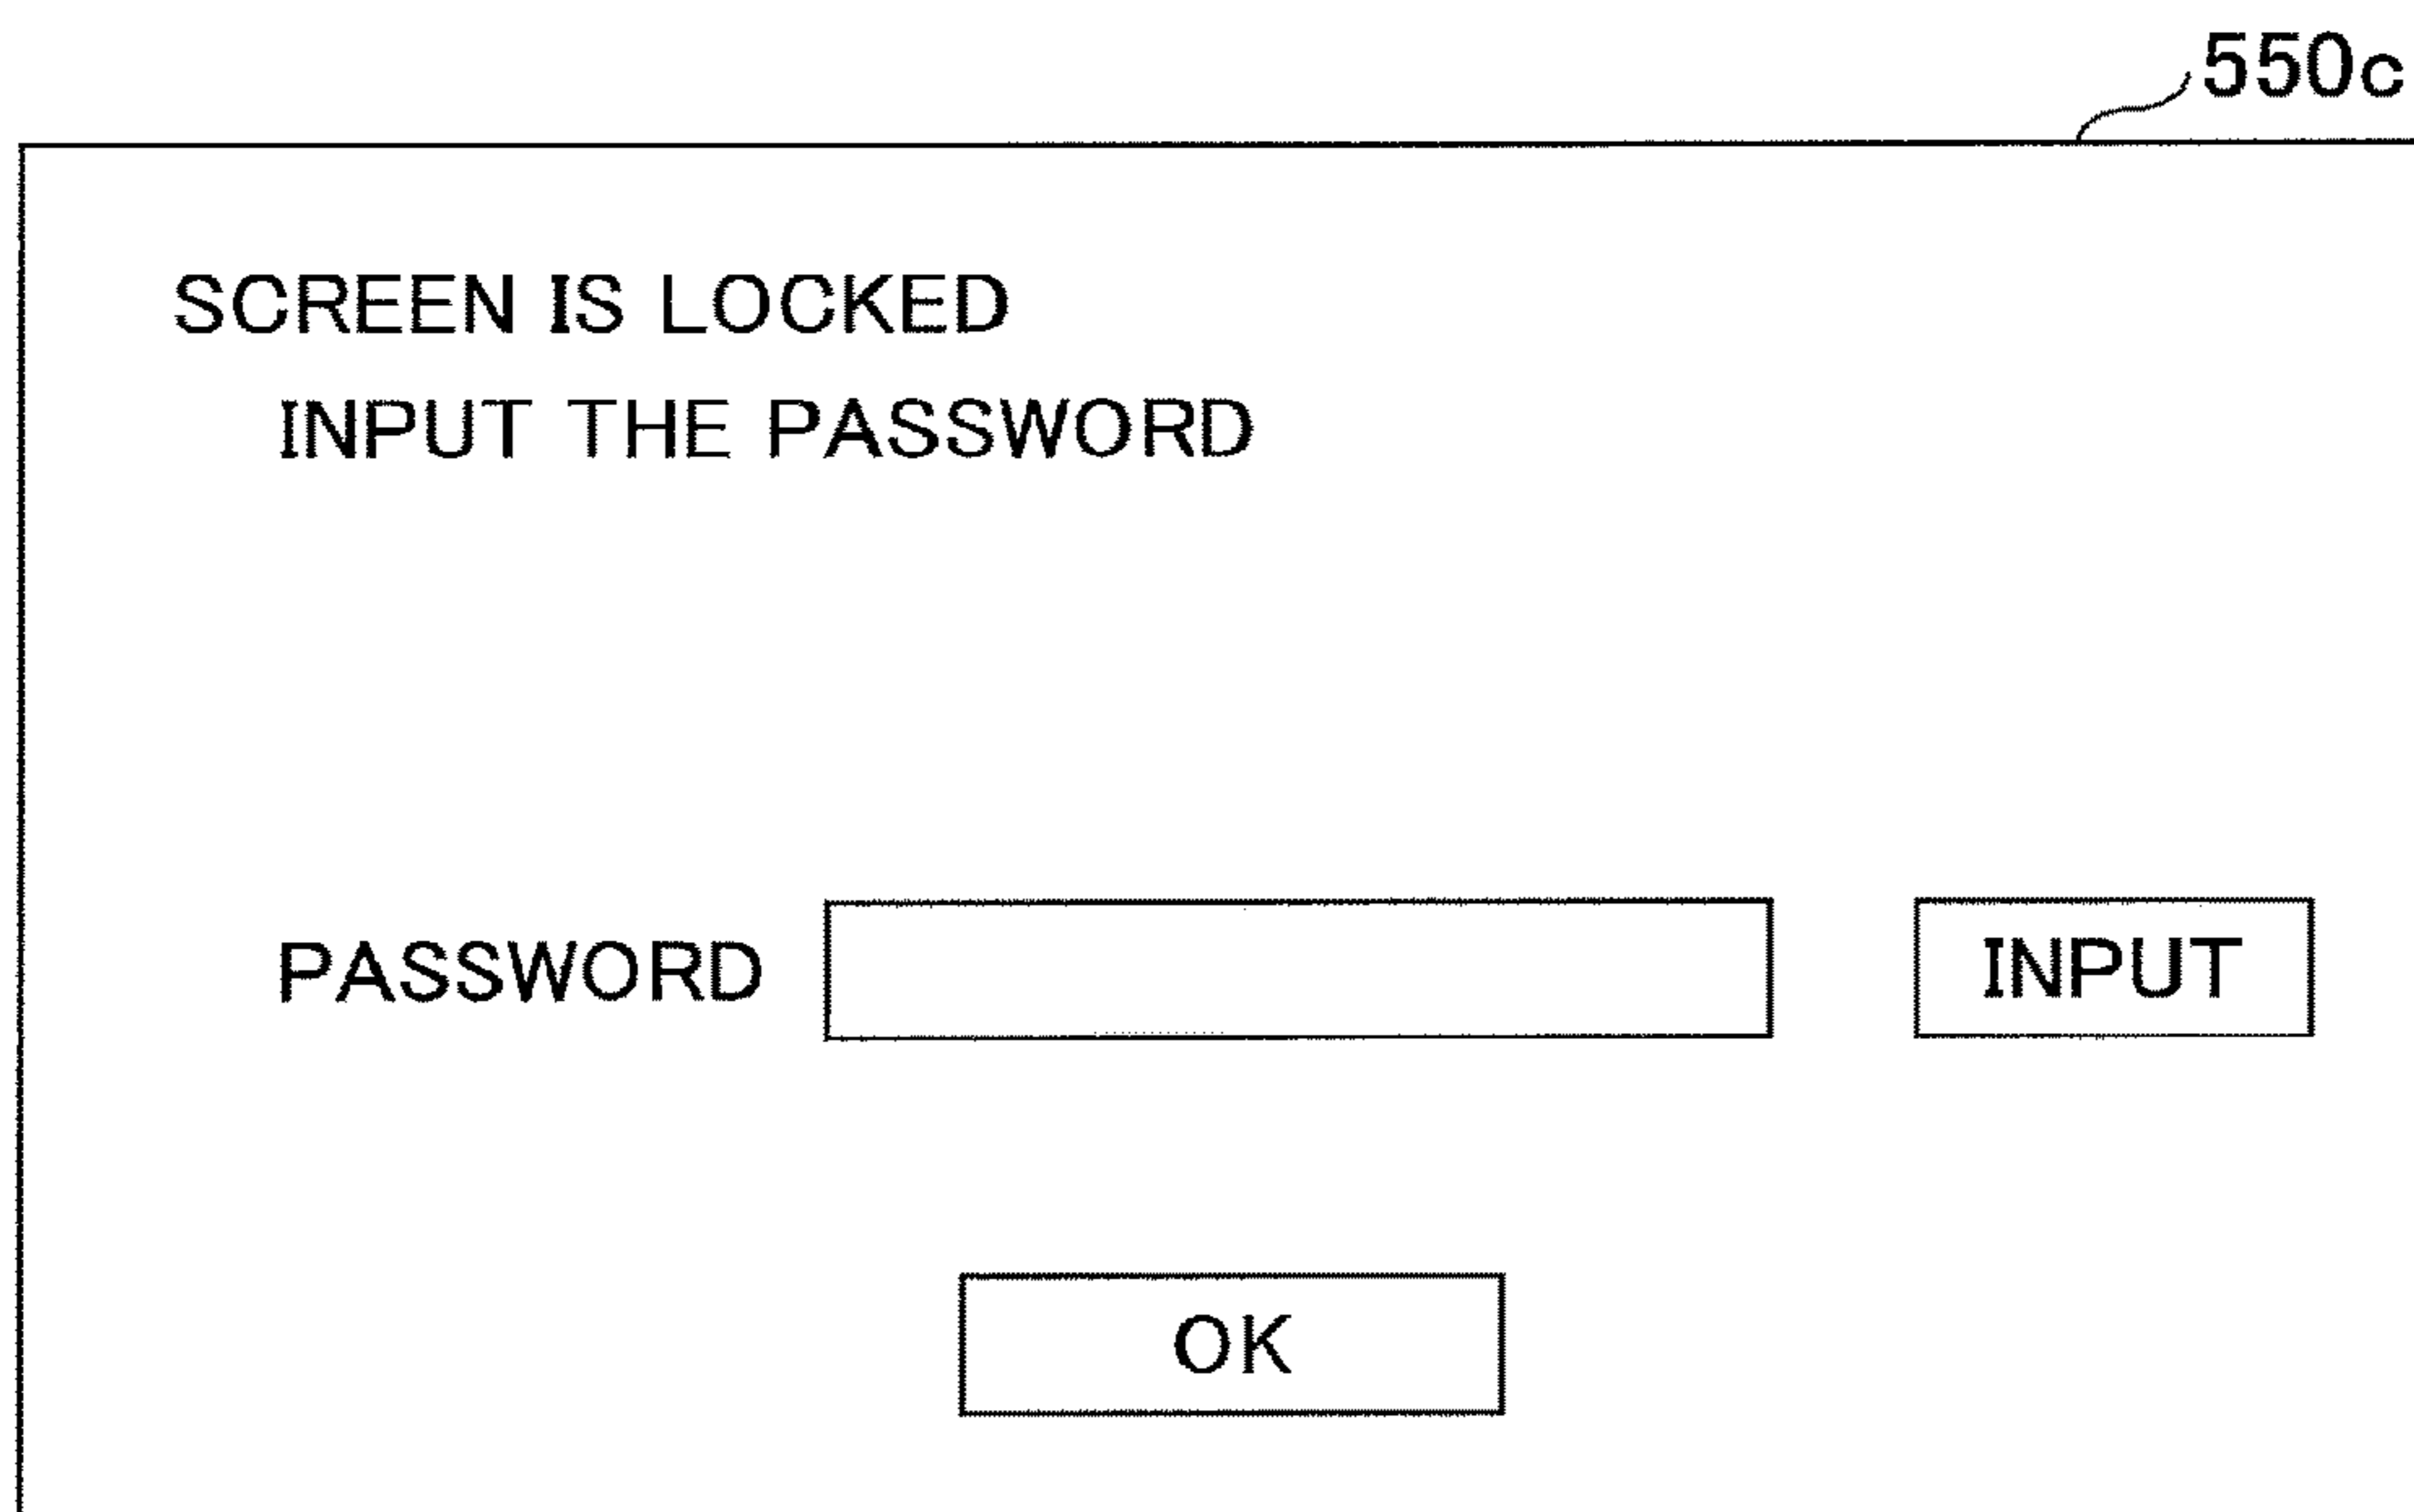 550c
SCREEN IS LOCKED
INPUT THE PASSWORD
PASSWORD INPUT
OK